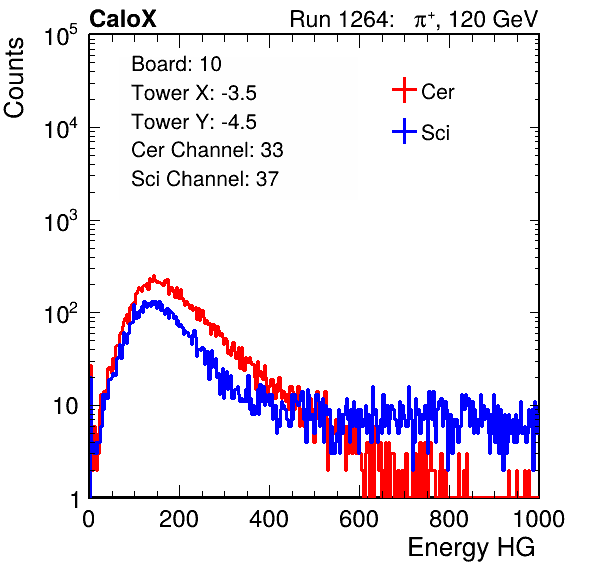 CaloX Run 1264: π⁺, 120 GeV
Counts
10⁵
10⁴
10³
10²
10
1
Board: 10
Tower X: -3.5
Tower Y: -4.5
Cer Channel: 33
Sci Channel: 37
Cer
Sci
0 200 400 600 800 1000
Energy HG